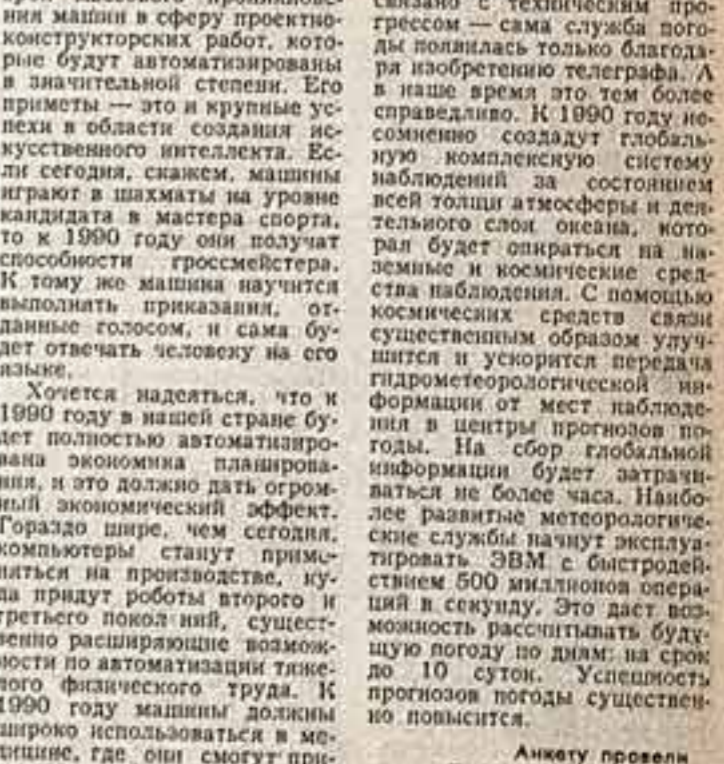 ния машин в сферу проектно-
конструкторских работ, кото-
рые будут автоматизированы
в значительной степени. Его
приметы — это и крупные ус-
пехи в области создания ис-
кусственного интеллекта. Ес-
ли сегодня, скажем, машины
играют в шахматы на уровне
кандидата в мастера спорта,
то к 1990 году они получат
способности гроссмейстера.
К тому же машина научится
выполнять приказания, от-
данные голосом, и сама бу-
дет отвечать человеку на его
языке.
Хочется надеяться, что к
1990 году в нашей стране бу-
дет полностью автоматизиро-
вана экономика планирова-
ния, и это должно дать огром-
ный экономический эффект.
Гораздо шире, чем сегодня,
компьютеры станут приме-
няться на производстве, ку-
да придут роботы второго и
третьего покол ний, сущест-
венно расширяющие возмож-
ности по автоматизации тяже-
лого физического труда. К
1990 году машины должны
широко использоваться в ме-
дицине, где они смогут при-
связано с техническим про-
грессом — сама служба пого-
ды появилась только благода-
ря изобретению телеграфа. А
в наше время это тем более
справедливо. К 1990 году не-
сомненно создадут глобаль-
ную комплексную систему
наблюдений за состоянием
всей толщи атмосферы и дея-
тельного слоя океана, кото-
рая будет опираться на на-
земные и космические сред-
ства наблюдения. С помощью
космических средств связи
существенным образом улуч-
шится и ускорится передача
гидрометеорологической ин-
формации от мест наблюде-
ния в центры прогнозов по-
годы. На сбор глобальной
информации будет затрачи-
ваться не более часа. Наибо-
лее развитые метеорологиче-
ские службы начнут эксплуа-
тировать ЭВМ с быстродей-
ствием 500 миллионов опера-
ций в секунду. Это даст воз-
можность рассчитывать буду-
щую погоду по дням: на срок
до 10 суток. Успешность
прогнозов погоды существен-
но повысится.
Анкету провели